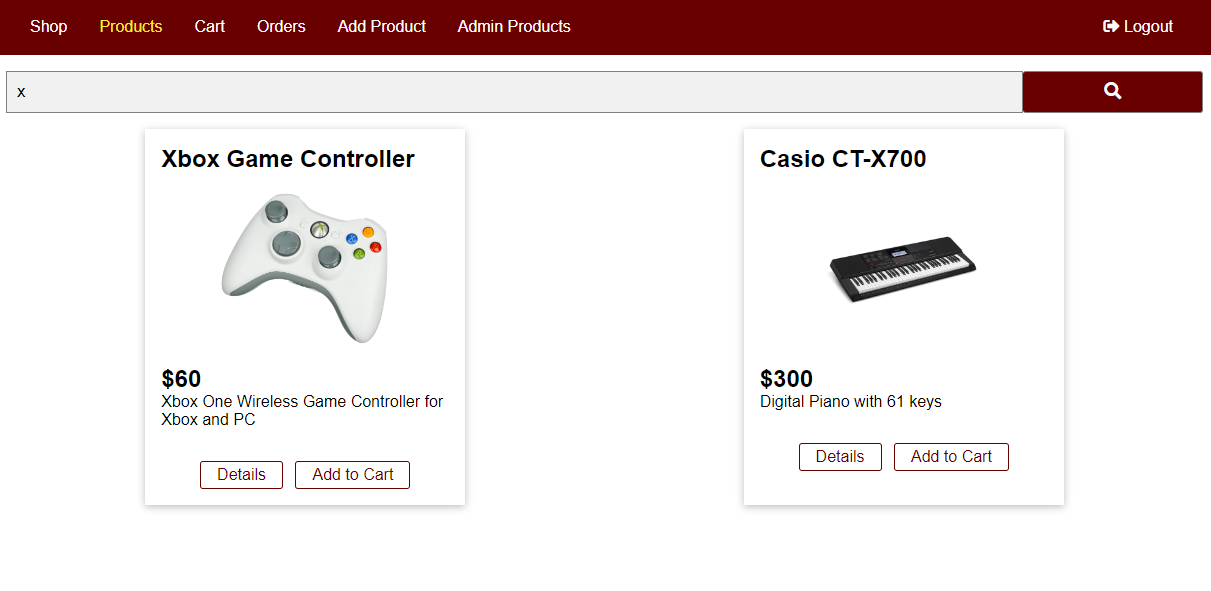 Shop Products Cart Orders Add Product Admin Products Logout
x
Xbox Game Controller
$60
Xbox One Wireless Game Controller for
Xbox and PC
Details Add to Cart
Casio CT-X700
$300
Digital Piano with 61 keys
Details Add to Cart